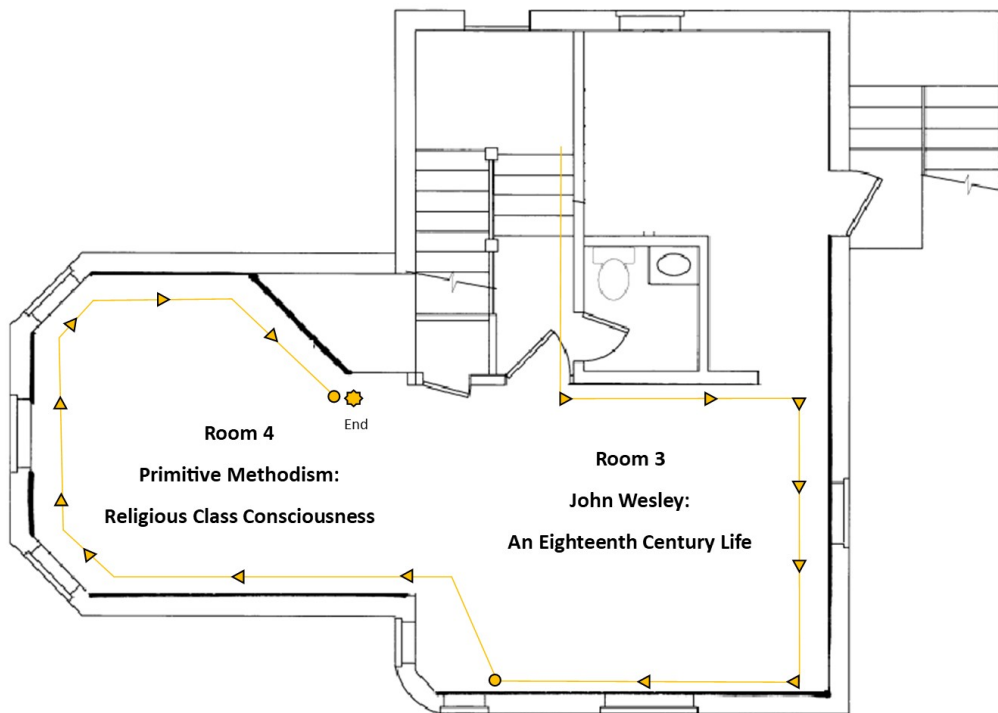 End
Room 4
Primitive Methodism:
Religious Class Consciousness
Room 3
John Wesley:
An Eighteenth Century Life